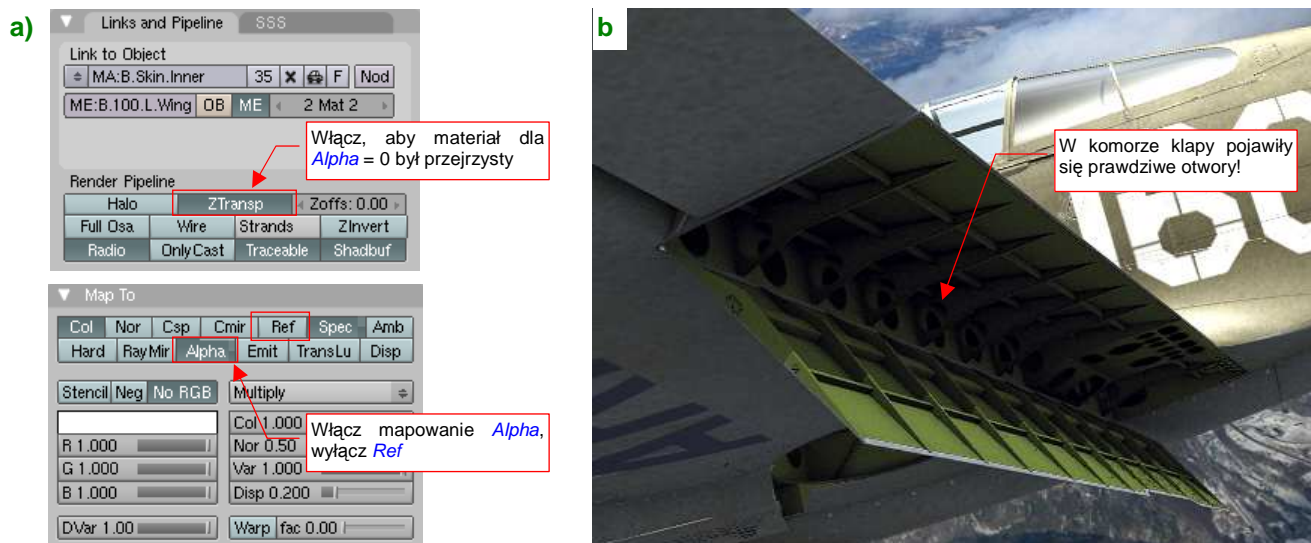 a)
Links and Pipeline SSS
Link to Object
MA:B.Skin.Inner 35 F Nod
ME:B.100.L.Wing OB ME 2 Mat 2
Włącz, aby materiał dla
Alpha = 0 był przejrzysty
Render Pipeline
Halo ZTransp Zoffs: 0.00
Full Osa Wire Strands ZInvert
Radio OnlyCast Traceable Shadbuf
Map To
Col Nor Csp Cmir Ref Spec Amb
Hard RayMir Alpha Emit TransLu Disp
Stencil Neg No RGB Multiply
Col 1.000
R 1.000 Nor 0.50
G 1.000 Var 1.000
B 1.000 Disp 0.200
Włącz mapowanie Alpha,
wyłącz Ref
DVar 1.00 Warp fac 0.00
b
W komorze klapy pojawiły
się prawdziwe otwory!